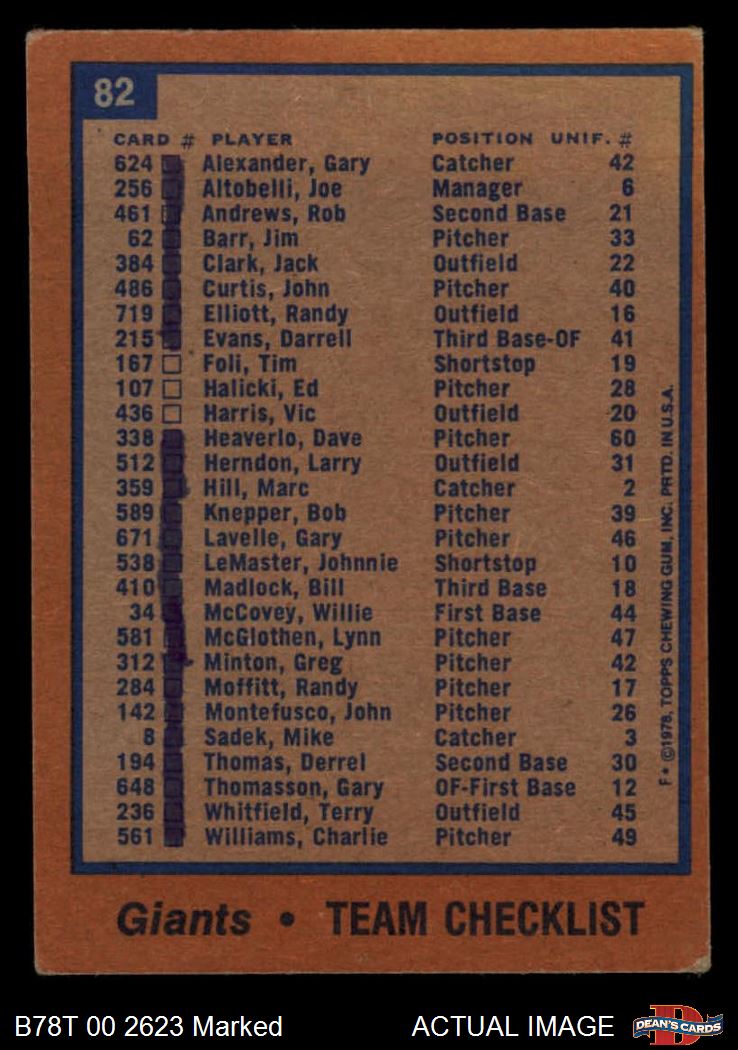 82
CARD # PLAYER POSITION UNIF. #
624 Alexander, Gary Catcher 42
256 Altobelli, Joe Manager 6
461 Andrews, Rob Second Base 21
62 Barr, Jim Pitcher 33
384 Clark, Jack Outfield 22
486 Curtis, John Pitcher 40
719 Elliott, Randy Outfield 16
215 Evans, Darrell Third Base-OF 41
167 Foli, Tim Shortstop 19
107 Halicki, Ed Pitcher 28
436 Harris, Vic Outfield 20
338 Heaverlo, Dave Pitcher 60
512 Herndon, Larry Outfield 31
359 Hill, Marc Catcher 2
589 Knepper, Bob Pitcher 39
671 Lavelle, Gary Pitcher 46
538 LeMaster, Johnnie Shortstop 10
410 Madlock, Bill Third Base 18
34 McCovey, Willie First Base 44
581 McGlothen, Lynn Pitcher 47
312 Minton, Greg Pitcher 42
284 Moffitt, Randy Pitcher 17
142 Montefusco, John Pitcher 26
8 Sadek, Mike Catcher 3
194 Thomas, Derrel Second Base 30
648 Thomasson, Gary OF-First Base 12
236 Whitfield, Terry Outfield 45
561 Williams, Charlie Pitcher 49
F* ©1978, TOPPS CHEWING GUM, INC. PRTD. IN U.S.A.
Giants • TEAM CHECKLIST
B78T 00 2623 Marked ACTUAL IMAGE DEAN'S CARDS